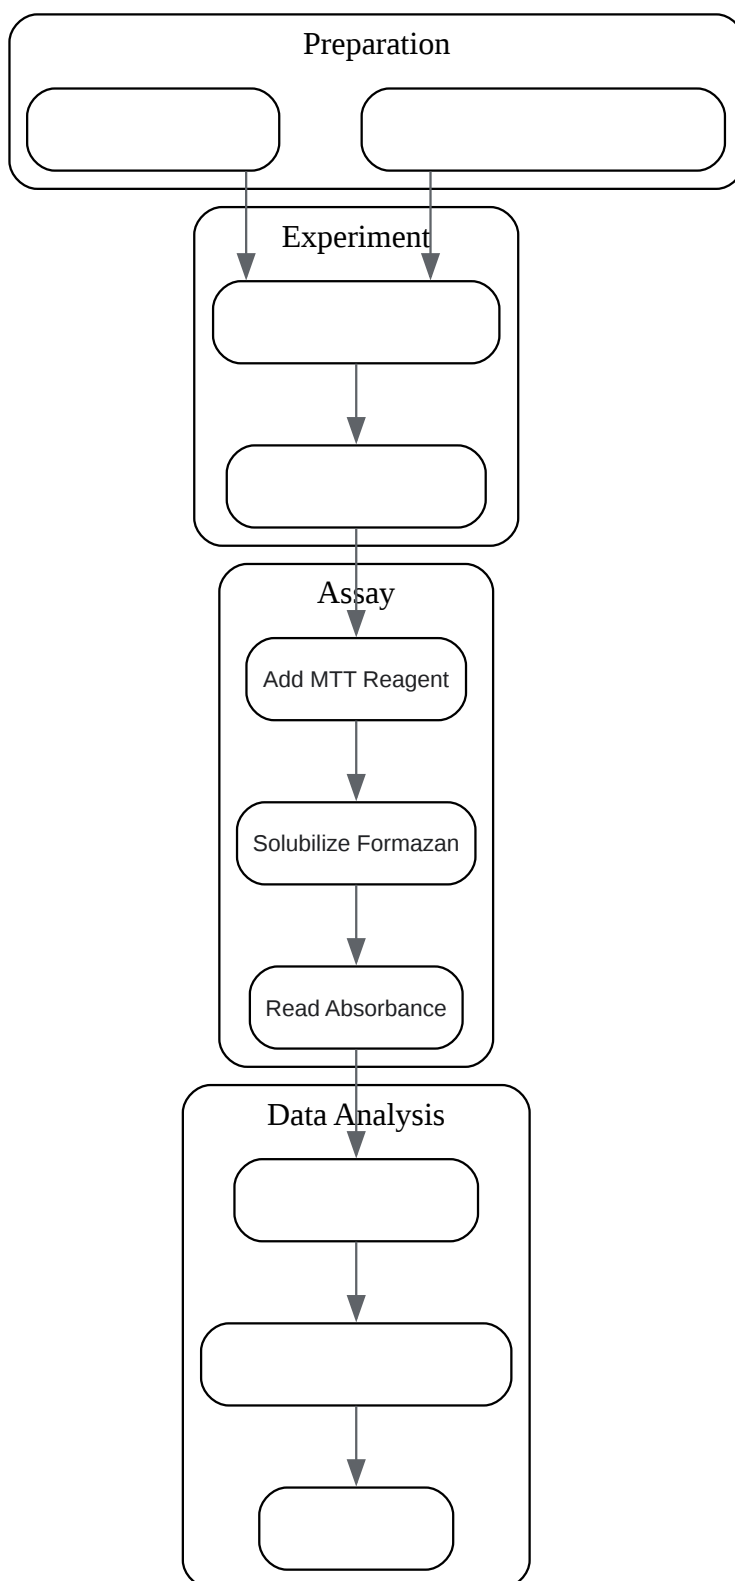 Preparation
Experiment
Assay
Add MTT Reagent
Solubilize Formazan
Read Absorbance
Data Analysis